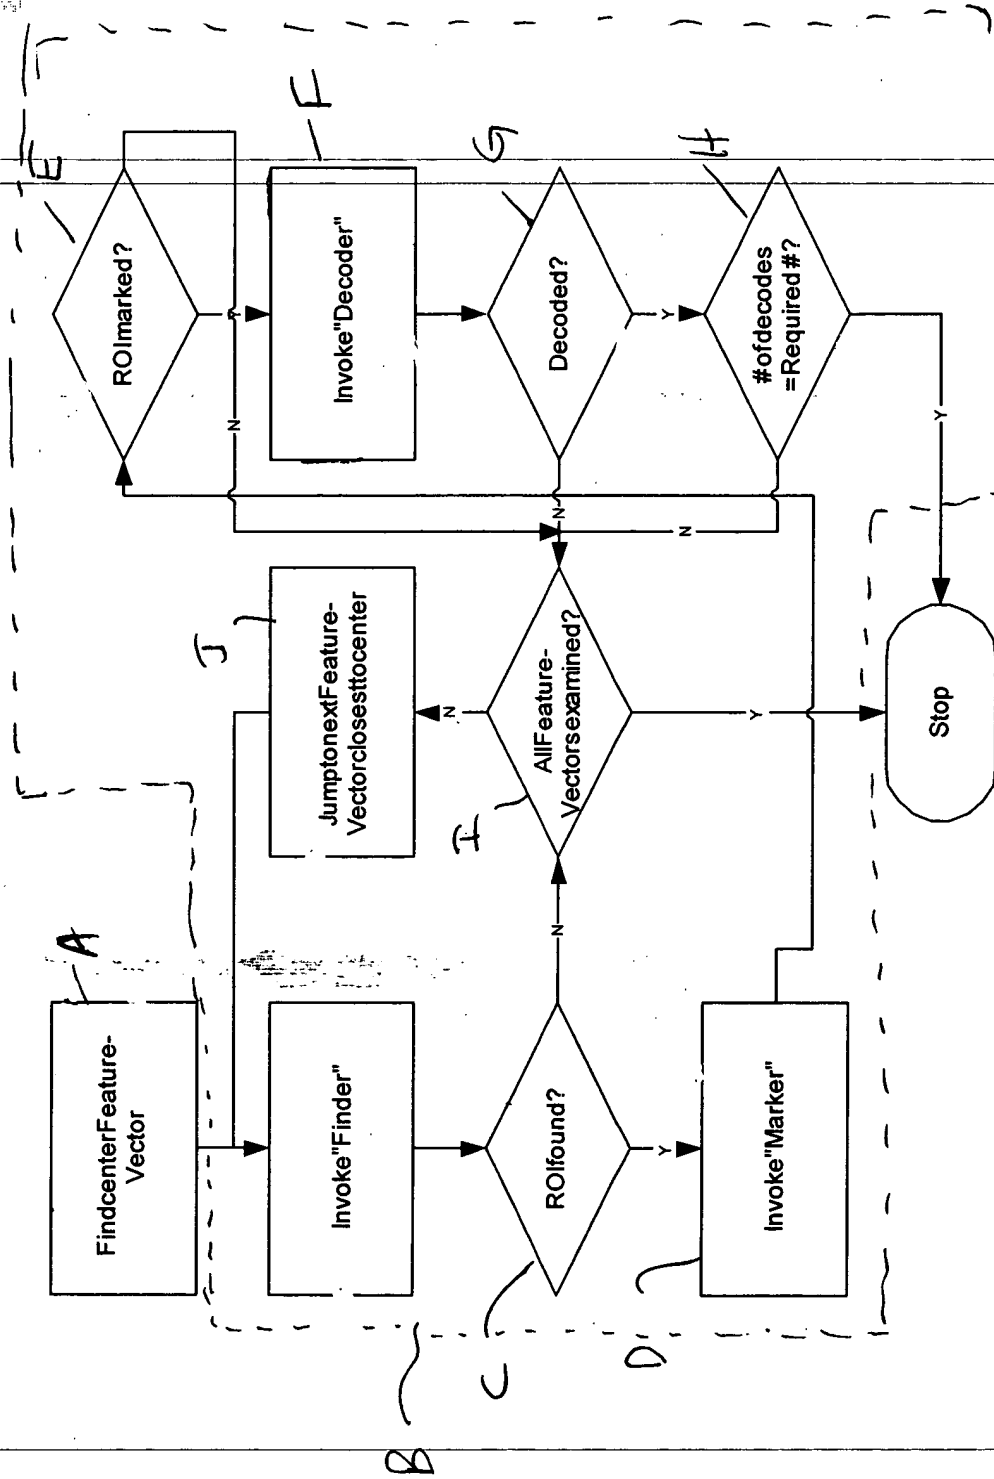 A
FindcenterFeature-
Vector
B
Invoke"Finder"
C
ROIfound?
N
Y
D
Invoke"Marker"
J
JumptonextFeature-
Vectorclosesttocenter
N
I
AllFeature-
Vectorsexamined?
Y
Stop
E
ROImarked?
N
F
Invoke"Decoder"
G
Decoded?
N
Y
H
#ofdecodes
=Required#?
N
Y